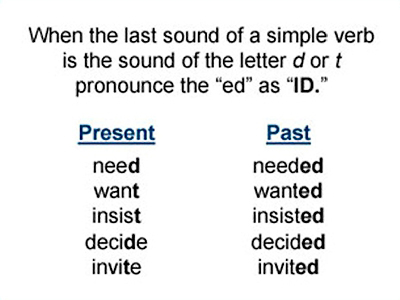 When the last sound of a simple verb
is the sound of the letter d or t
pronounce the “ed” as “ID.”
Present Past
need needed
want wanted
insist insisted
decide decided
invite invited